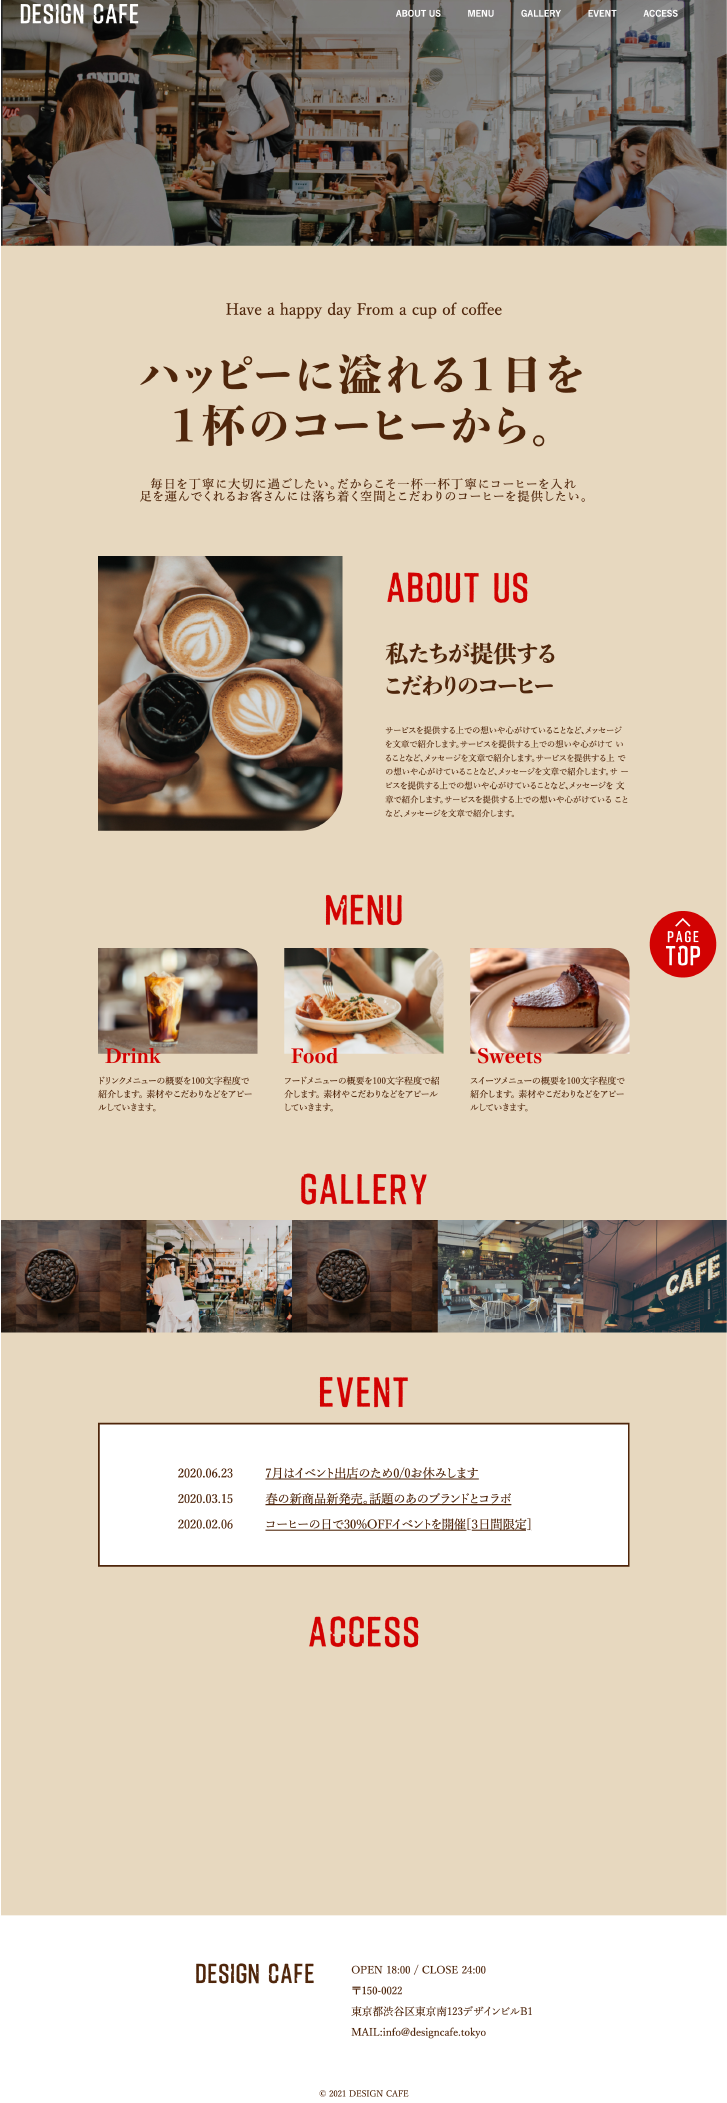 DESIGN CAFE
ABOUT US MENU GALLERY EVENT ACCESS
LONDON
Have a happy day From a cup of coffee
ハッピーに溢れる1日を
1杯のコーヒーから。
毎日を丁寧に大切に過ごしたい。だからこそ一杯一杯丁寧にコーヒーを入れ
足を運んでくれるお客さんには落ち着く空間とこだわりのコーヒーを提供したい。
ABOUT US
私たちが提供する
こだわりのコーヒー
サービスを提供する上での想いや心がけていることなど、メッセージ
を文章で紹介します。サービスを提供する上での想いや心がけて い
ることなど、メッセージを文章で紹介します。サービスを提供する上 で
の想いや心がけていることなど、メッセージを文章で紹介します。サ ー
ビスを提供する上での想いや心がけていることなど、メッセージを 文
章で紹介します。サービスを提供する上での想いや心がけている こと
など、メッセージを文章で紹介します。
MENU
PAGE
TOP
Drink
ドリンクメニューの概要を100文字程度で
紹介します。 素材やこだわりなどをアピー
ルしていきます。
Food
フードメニューの概要を100文字程度で紹
介します。 素材やこだわりなどをアピール
していきます。
Sweets
スイーツメニューの概要を100文字程度で
紹介します。 素材やこだわりなどをアピー
ルしていきます。
GALLERY
CAFE
EVENT
2020.06.23 7月はイベント出店のため0/0お休みします
2020.03.15 春の新商品新発売。話題のあのブランドとコラボ
2020.02.06 コーヒーの日で30%OFFイベントを開催[3日間限定]
ACCESS
DESIGN CAFE
OPEN 18:00 / CLOSE 24:00
〒150-0022
東京都渋谷区東京南123デザインビルB1
MAIL:info@designcafe.tokyo
© 2021 DESIGN CAFE